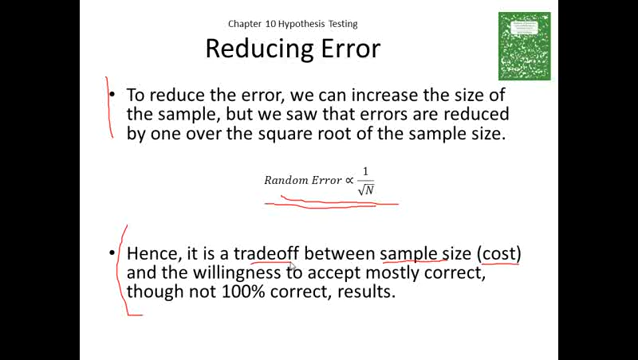 Chapter 10 Hypothesis Testing
Reducing Error
• To reduce the error, we can increase the size of
the sample, but we saw that errors are reduced
by one over the square root of the sample size.
Random Error ∝ 1/√N
• Hence, it is a tradeoff between sample size (cost)
and the willingness to accept mostly correct,
though not 100% correct, results.